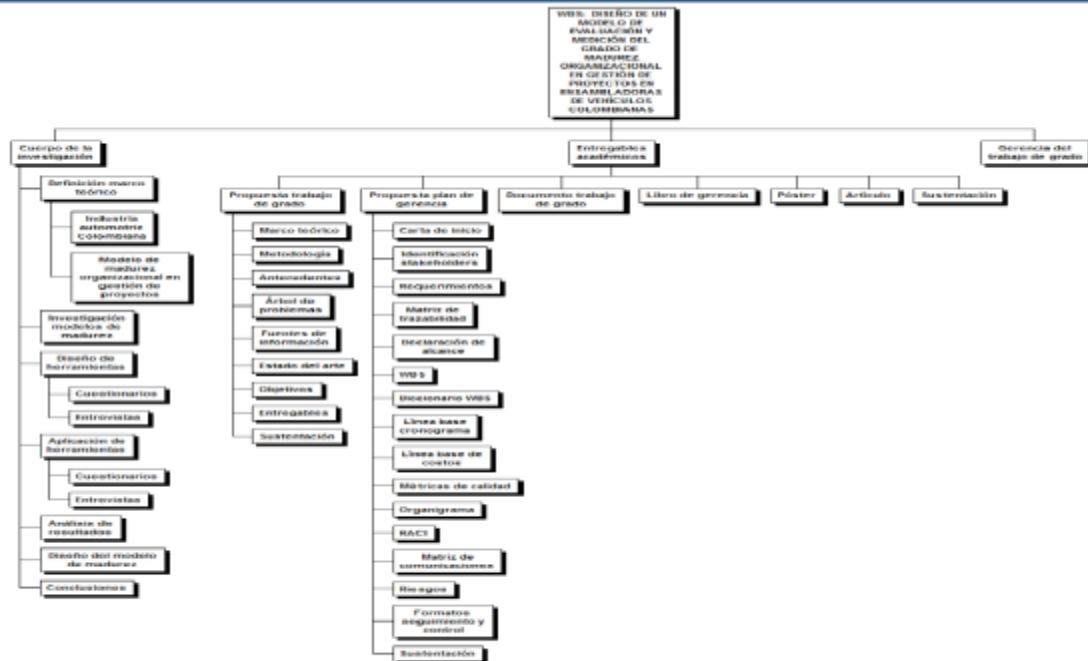 WBS: DISEÑO DE UN
MODELO DE
EVALUACIÓN Y
MEDICIÓN DEL
GRADO DE
MADUREZ
ORGANIZACIONAL
EN GESTIÓN DE
PROYECTOS EN
ENSAMBLADORAS
DE VEHÍCULOS
COLOMBIANAS
Cuerpo de la
investigación
Definición marco
teórico
Industria
automotriz
Colombiana
Modelo de
madurez
organizacional en
gestión de
proyectos
Investigación
modelos de
madurez
Diseño de
herramientas
Cuestionarios
Entrevistas
Aplicación de
herramientas
Cuestionarios
Entrevistas
Análisis de
resultados
Diseño del modelo
de madurez
Conclusiones
Entregables
académicos
Propuesta trabajo
de grado
Marco teórico
Metodología
Antecedentes
Árbol de
problemas
Fuentes de
información
Estado del arte
Objetivos
Entregables
Sustentación
Propuesta plan de
gerencia
Carta de inicio
Identificación
stakeholders
Requerimientos
Matriz de
trazabilidad
Declaración de
alcance
WBS
Diccionario WBS
Línea base
cronograma
Línea base de
costos
Métricas de calidad
Organigrama
RACI
Matriz de
comunicaciones
Riesgos
Formatos
seguimiento y
control
Sustentación
Documento trabajo
de grado
Libro de gerencia
Póster
Artículo
Sustentación
Gerencia del
trabajo de grado